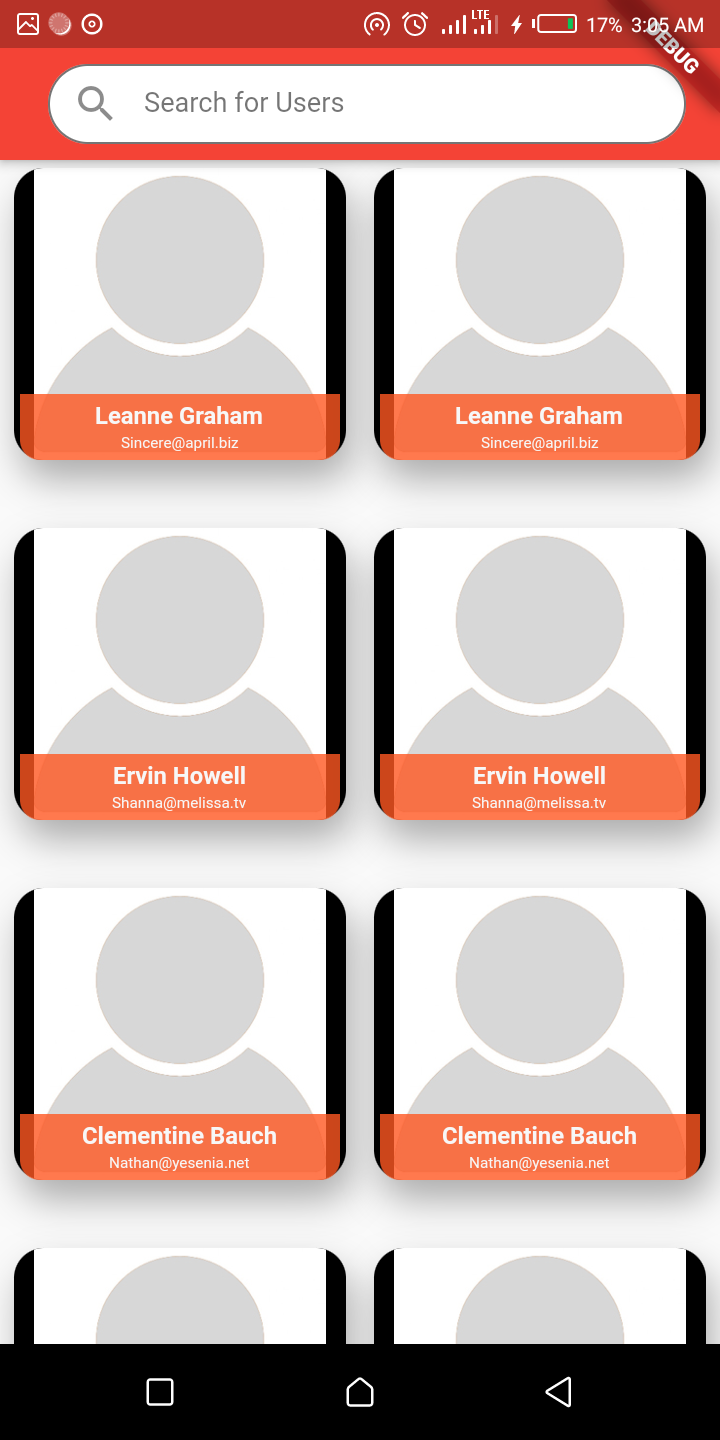 LTE 17% 3:05 AM
DEBUG
Search for Users
Leanne Graham Leanne Graham
Sincere@april.biz Sincere@april.biz
Ervin Howell Ervin Howell
Shanna@melissa.tv Shanna@melissa.tv
Clementine Bauch Clementine Bauch
Nathan@yesenia.net Nathan@yesenia.net